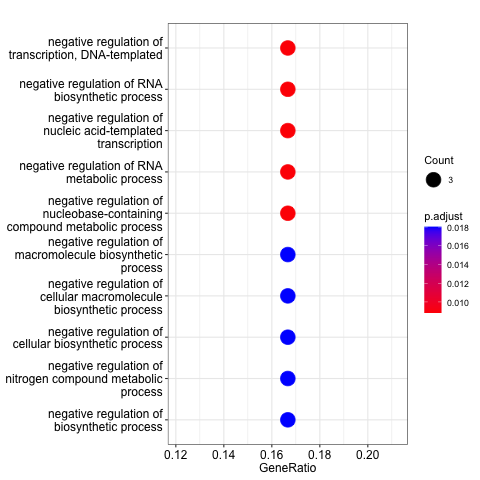 negative regulation of
transcription, DNA-templated
negative regulation of RNA
biosynthetic process
negative regulation of
nucleic acid-templated
transcription
negative regulation of RNA
metabolic process
negative regulation of
nucleobase-containing
compound metabolic process
negative regulation of
macromolecule biosynthetic
process
negative regulation of
cellular macromolecule
biosynthetic process
negative regulation of
cellular biosynthetic process
negative regulation of
nitrogen compound metabolic
process
negative regulation of
biosynthetic process
0.12 0.14 0.16 0.18 0.20
GeneRatio
Count
3
p.adjust
0.018
0.016
0.014
0.012
0.010